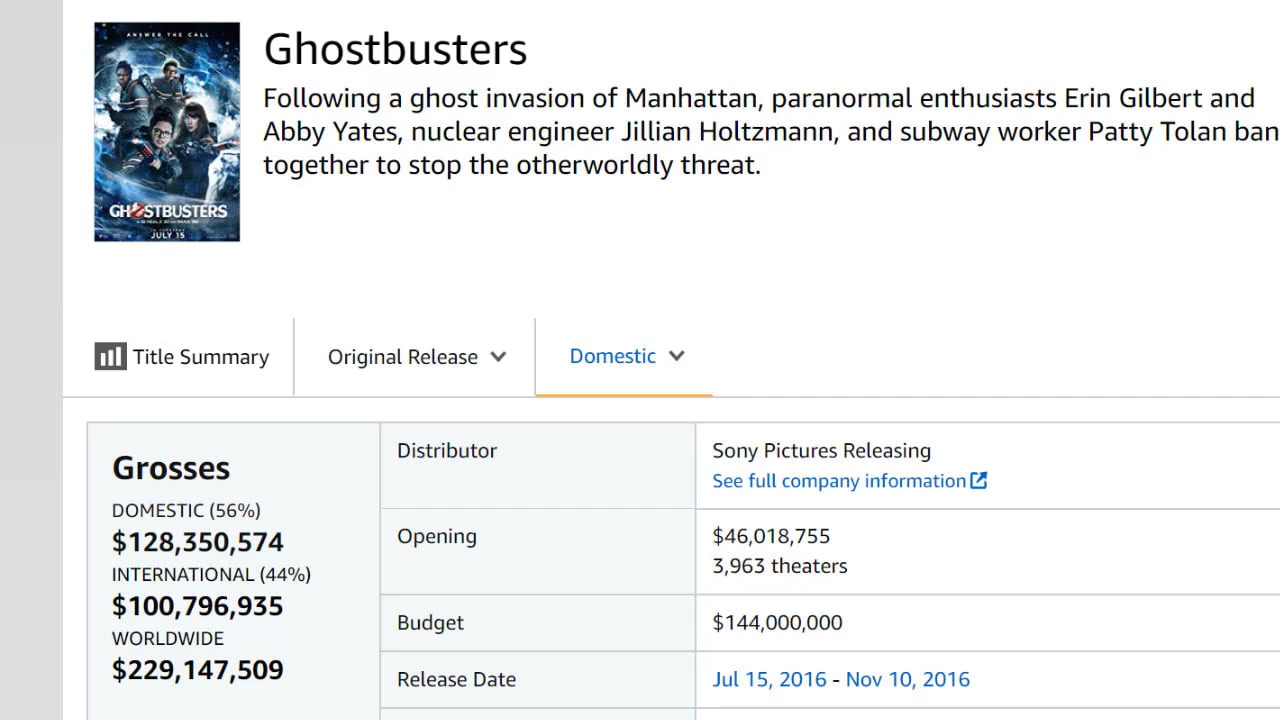 ANSWER THE CALL
GHOSTBUSTERS
JULY 15
Ghostbusters
Following a ghost invasion of Manhattan, paranormal enthusiasts Erin Gilbert and
Abby Yates, nuclear engineer Jillian Holtzmann, and subway worker Patty Tolan ban
together to stop the otherworldly threat.
Title Summary
Original Release
Domestic
Grosses
DOMESTIC (56%)
$128,350,574
INTERNATIONAL (44%)
$100,796,935
WORLDWIDE
$229,147,509
Distributor
Sony Pictures Releasing
See full company information
Opening
$46,018,755
3,963 theaters
Budget
$144,000,000
Release Date
Jul 15, 2016 - Nov 10, 2016